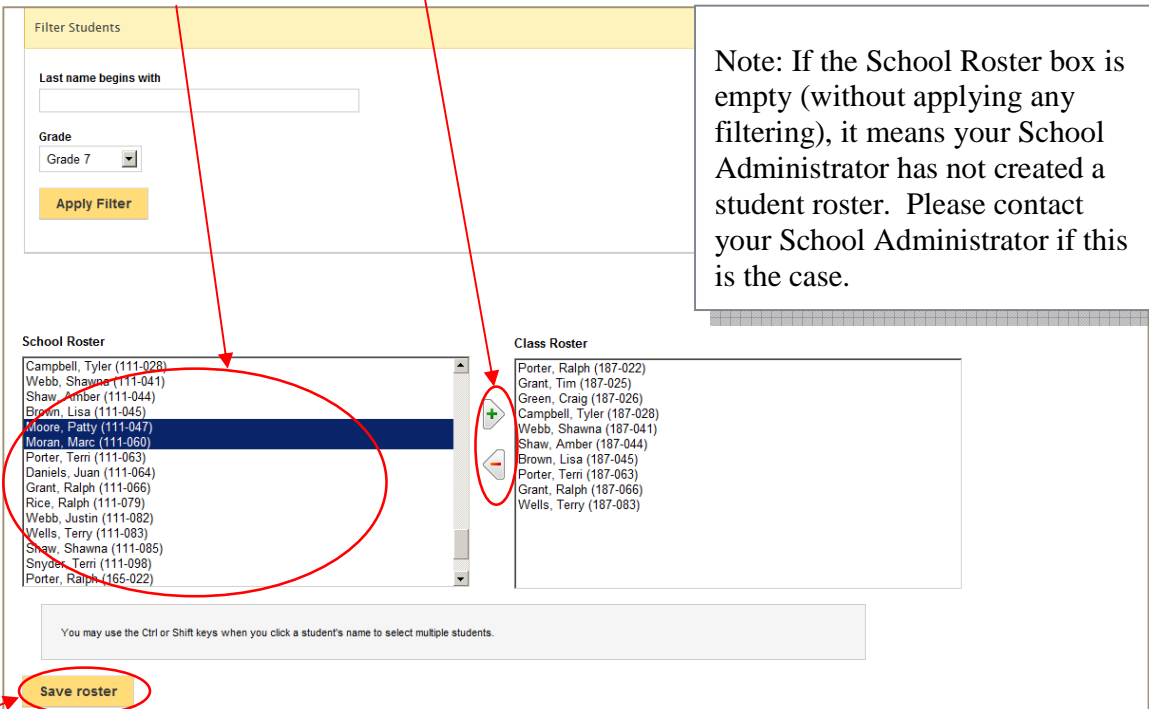 Filter Students
Last name begins with
Grade
Grade 7
Apply Filter
Note: If the School Roster box is
empty (without applying any
filtering), it means your School
Administrator has not created a
student roster.  Please contact
your School Administrator if this
is the case.
School Roster
Campbell, Tyler (111-028)
Webb, Shawna (111-041)
Shaw, Amber (111-044)
Brown, Lisa (111-045)
Moore, Patty (111-047)
Moran, Marc (111-060)
Porter, Terri (111-063)
Daniels, Juan (111-064)
Grant, Ralph (111-066)
Rice, Ralph (111-079)
Webb, Justin (111-082)
Wells, Terry (111-083)
Shaw, Shawna (111-085)
Snyder, Terri (111-098)
Porter, Ralph (165-022)
Class Roster
Porter, Ralph (187-022)
Grant, Tim (187-025)
Green, Craig (187-026)
Campbell, Tyler (187-028)
Webb, Shawna (187-041)
Shaw, Amber (187-044)
Brown, Lisa (187-045)
Porter, Terri (187-063)
Grant, Ralph (187-066)
Wells, Terry (187-083)
You may use the Ctrl or Shift keys when you click a student's name to select multiple students.
Save roster